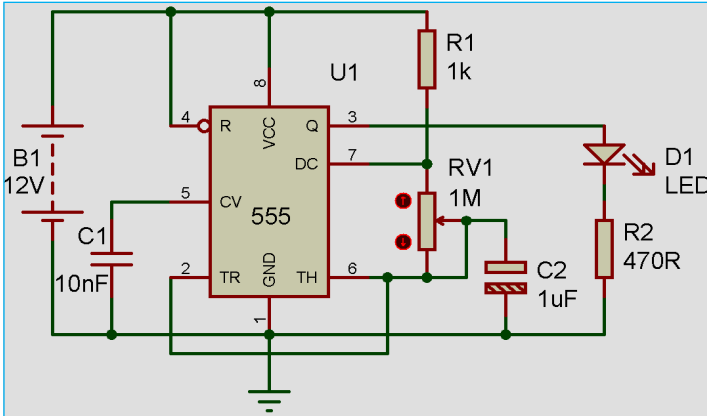 R1
1k
U1
8
4
R
VCC
Q
3
DC
7
B1
12V
RV1
1M
D1
LED
5
CV
555
C1
10nF
R2
470R
2
TR
GND
TH
6
C2
1uF
1